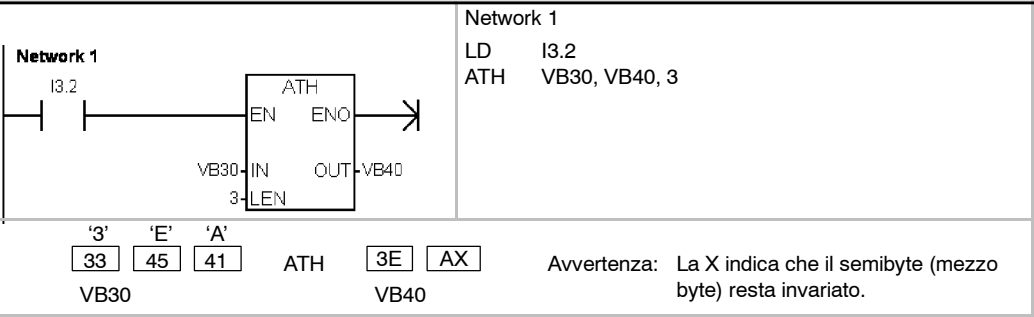 Network 1
I3.2
ATH
EN ENO
VB30 IN OUT VB40
3 LEN
Network 1
LD I3.2
ATH VB30, VB40, 3
‘3’ ‘E’ ‘A’
33 45 41 ATH 3E AX
VB30 VB40
Avvertenza: La X indica che il semibyte (mezzo
byte) resta invariato.